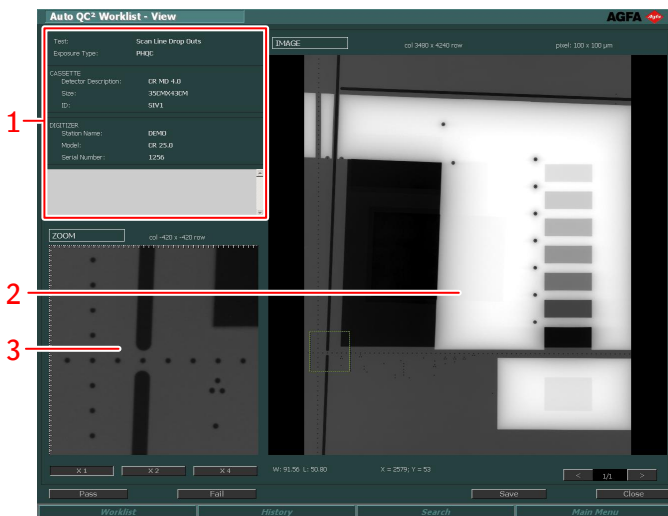 Auto QC² Worklist - View
AGFA Agfa
Test: Scan Line Drop Outs
Exposure Type: PHQC
CASSETTE
Detector Description: CR MD 4.0
Size: 35CMX43CM
ID: SIV1
DIGITIZER
Station Name: DEMO
Model: CR 25.0
Serial Number: 1256
1
IMAGE
col 3480 x 4240 row
pixel: 100 x 100 µm
ZOOM
col -420 x -420 row
2
3
X 1
X 2
X 4
W: 91.56 L: 50.80
X = 2579; Y = 53
<
1/1
>
Pass
Fail
Save
Close
Worklist
History
Search
Main Menu